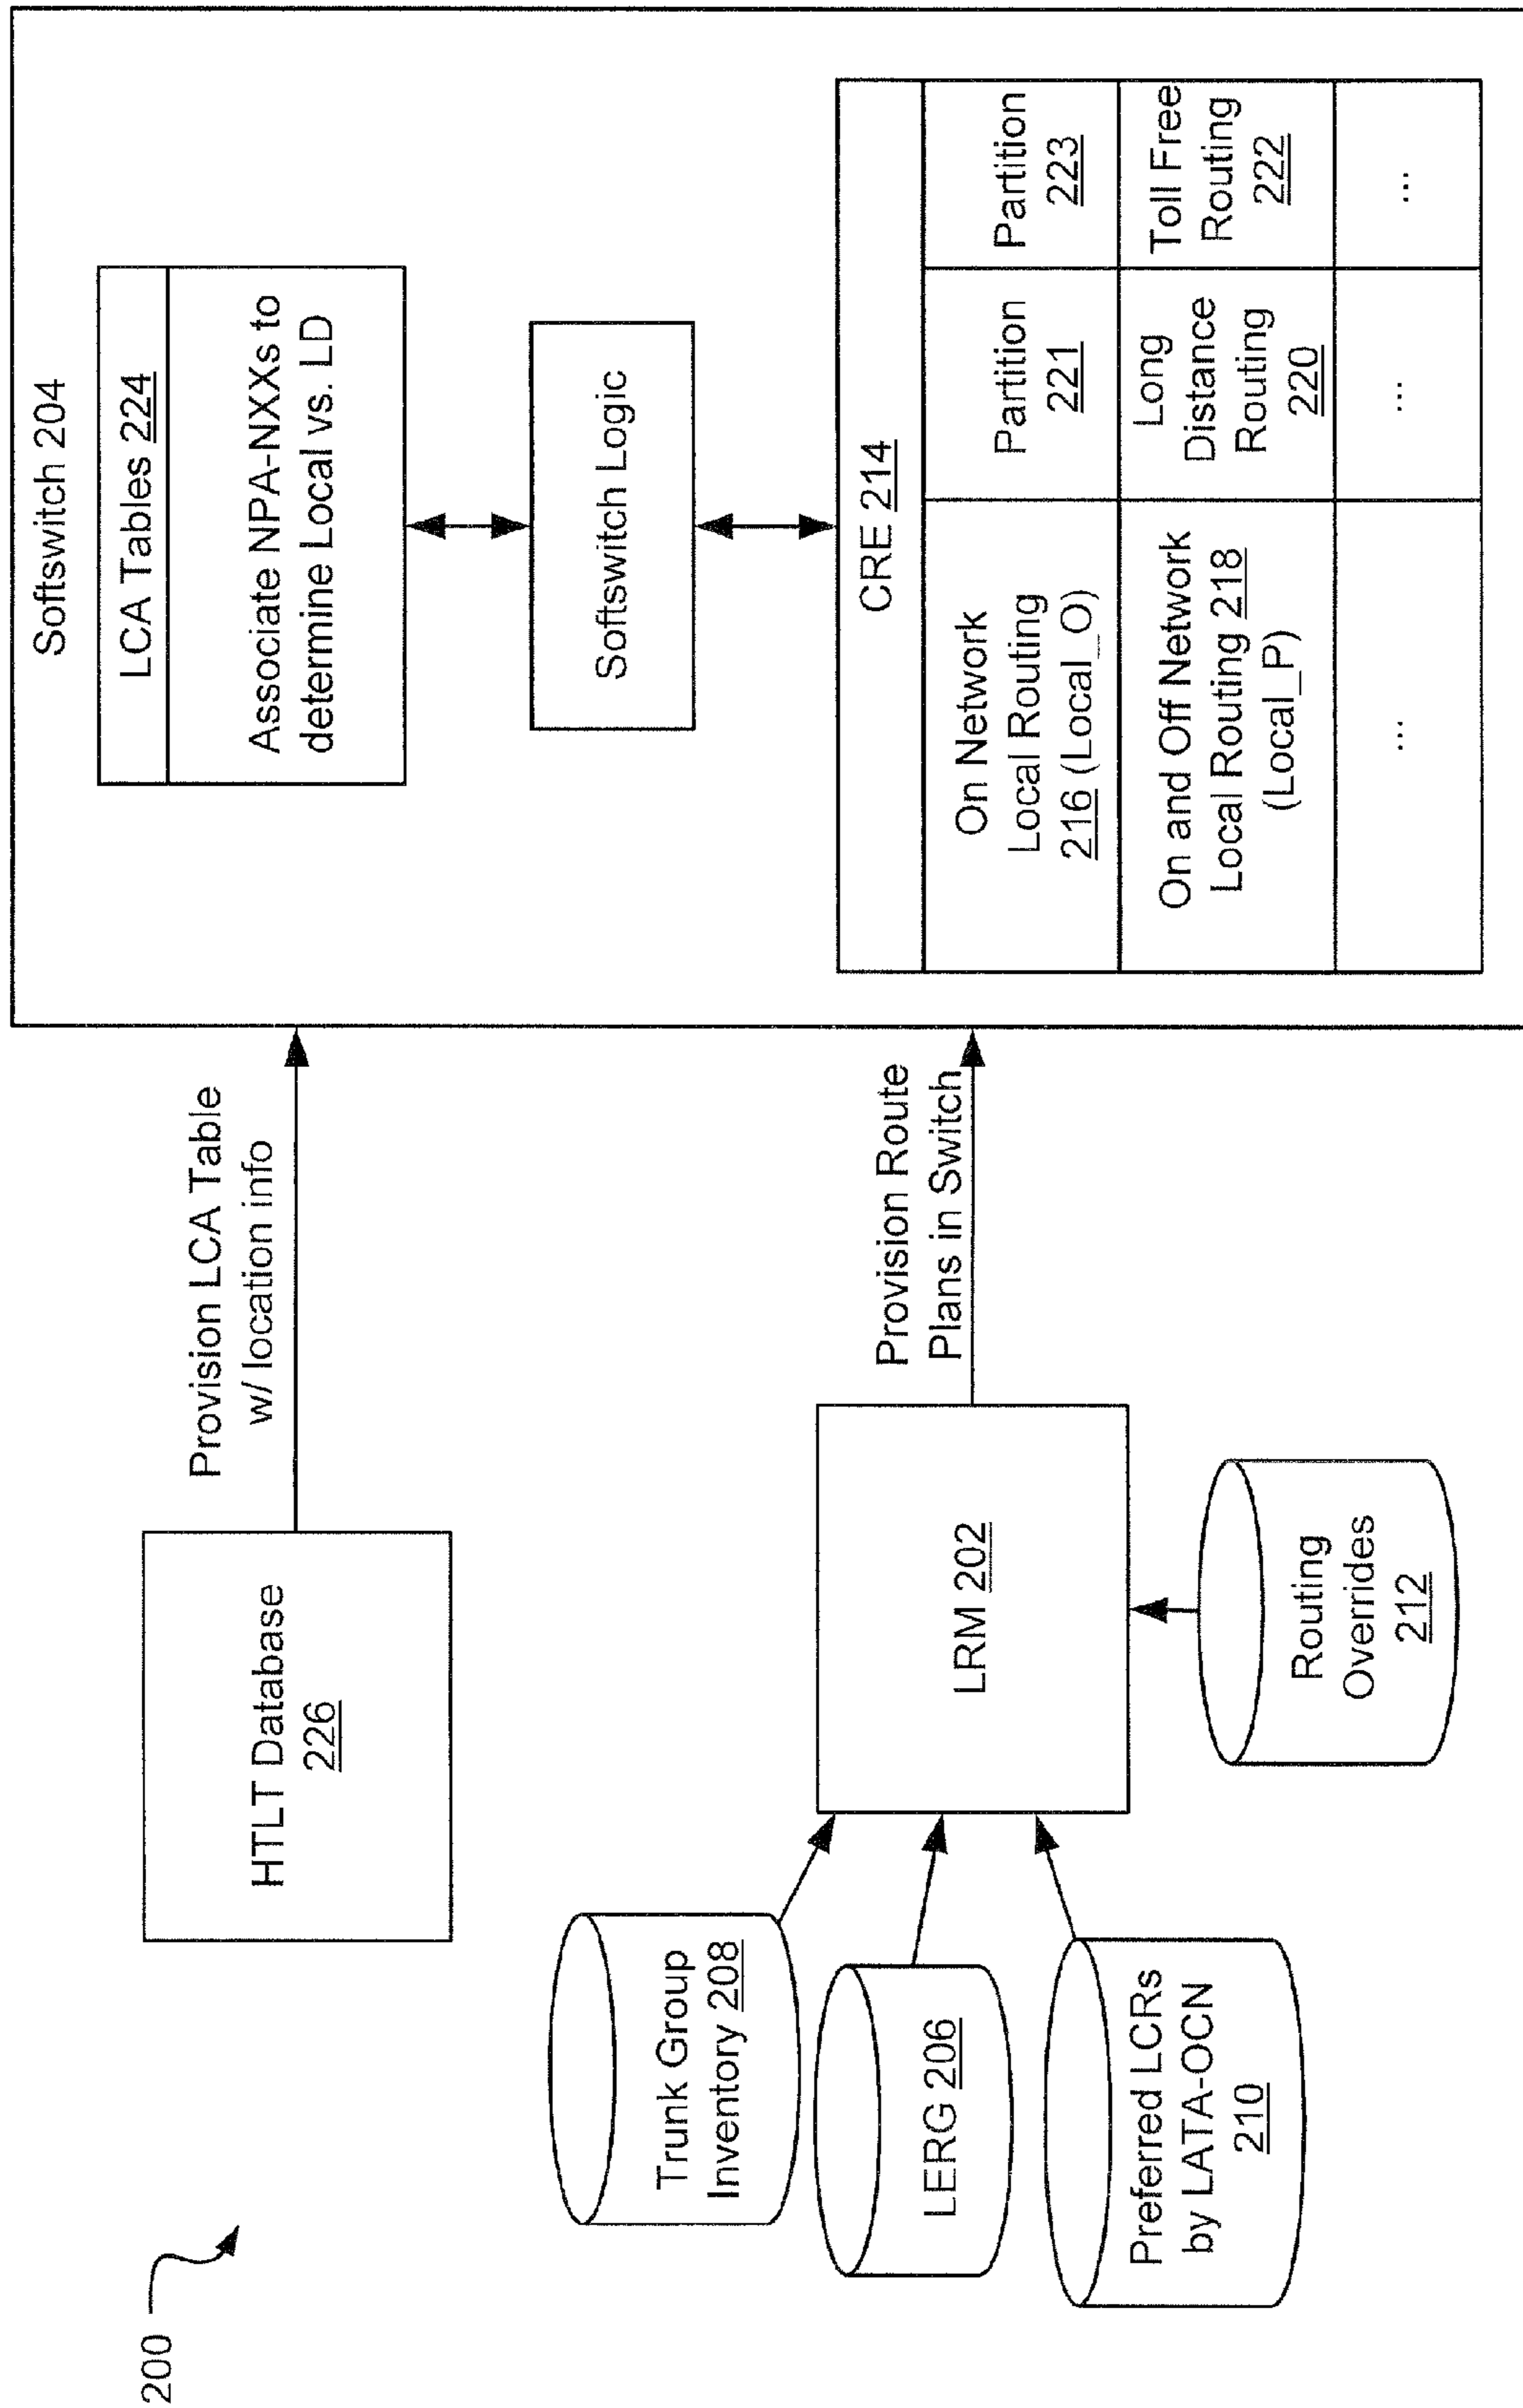 200
HTLT Database
226
Provision LCA Table
w/ location info
Trunk Group
Inventory 208
LERG 206
Preferred LCRs
by LATA-OCN
210
LRM 202
Routing
Overrides
212
Provision Route
Plans in Switch
Softswitch 204
LCA Tables 224
Associate NPA-NXXs to
determine Local vs. LD
Softswitch Logic
CRE 214
On Network
Local Routing
216 (Local_O)
Partition
221
Partition
223
On and Off Network
Local Routing 218
(Local_P)
Long
Distance
Routing
220
Toll Free
Routing
222
...
...
...